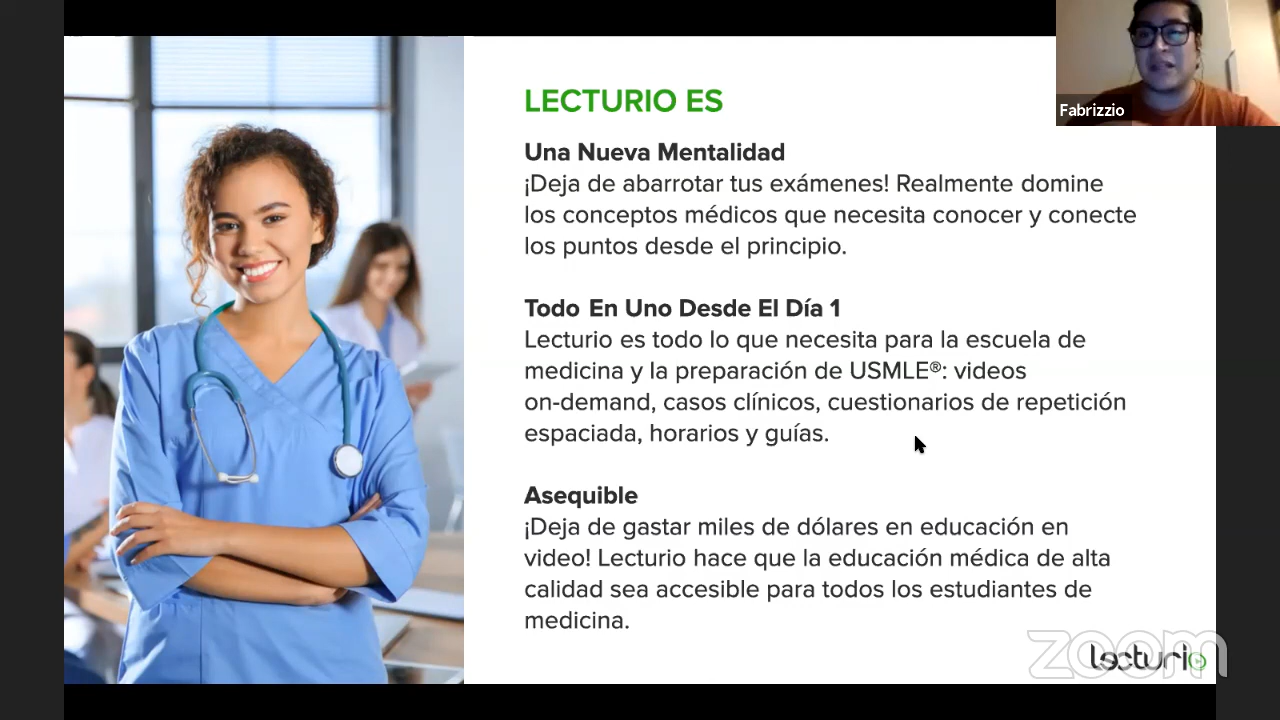 LECTURIO ES
Fabrizzio
Una Nueva Mentalidad
¡Deja de abarrotar tus exámenes! Realmente domine
los conceptos médicos que necesita conocer y conecte
los puntos desde el principio.
Todo En Uno Desde El Día 1
Lecturio es todo lo que necesita para la escuela de
medicina y la preparación de USMLE®: videos
on-demand, casos clínicos, cuestionarios de repetición
espaciada, horarios y guías.
Asequible
¡Deja de gastar miles de dólares en educación en
video! Lecturio hace que la educación médica de alta
calidad sea accesible para todos los estudiantes de
medicina.
zoom
lecturio